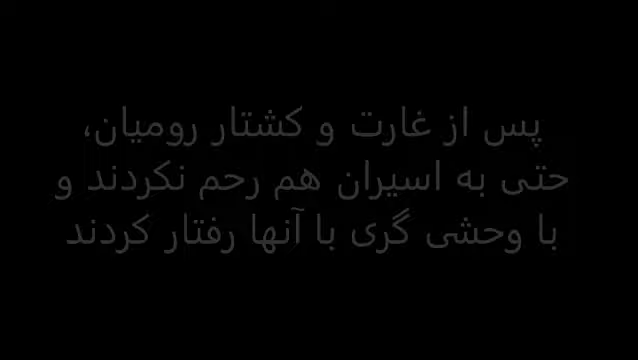 پس از غارت و کشتار رومیان،
حتی به اسیران هم رحم نکردند و
با وحشی گری با آنها رفتار کردند